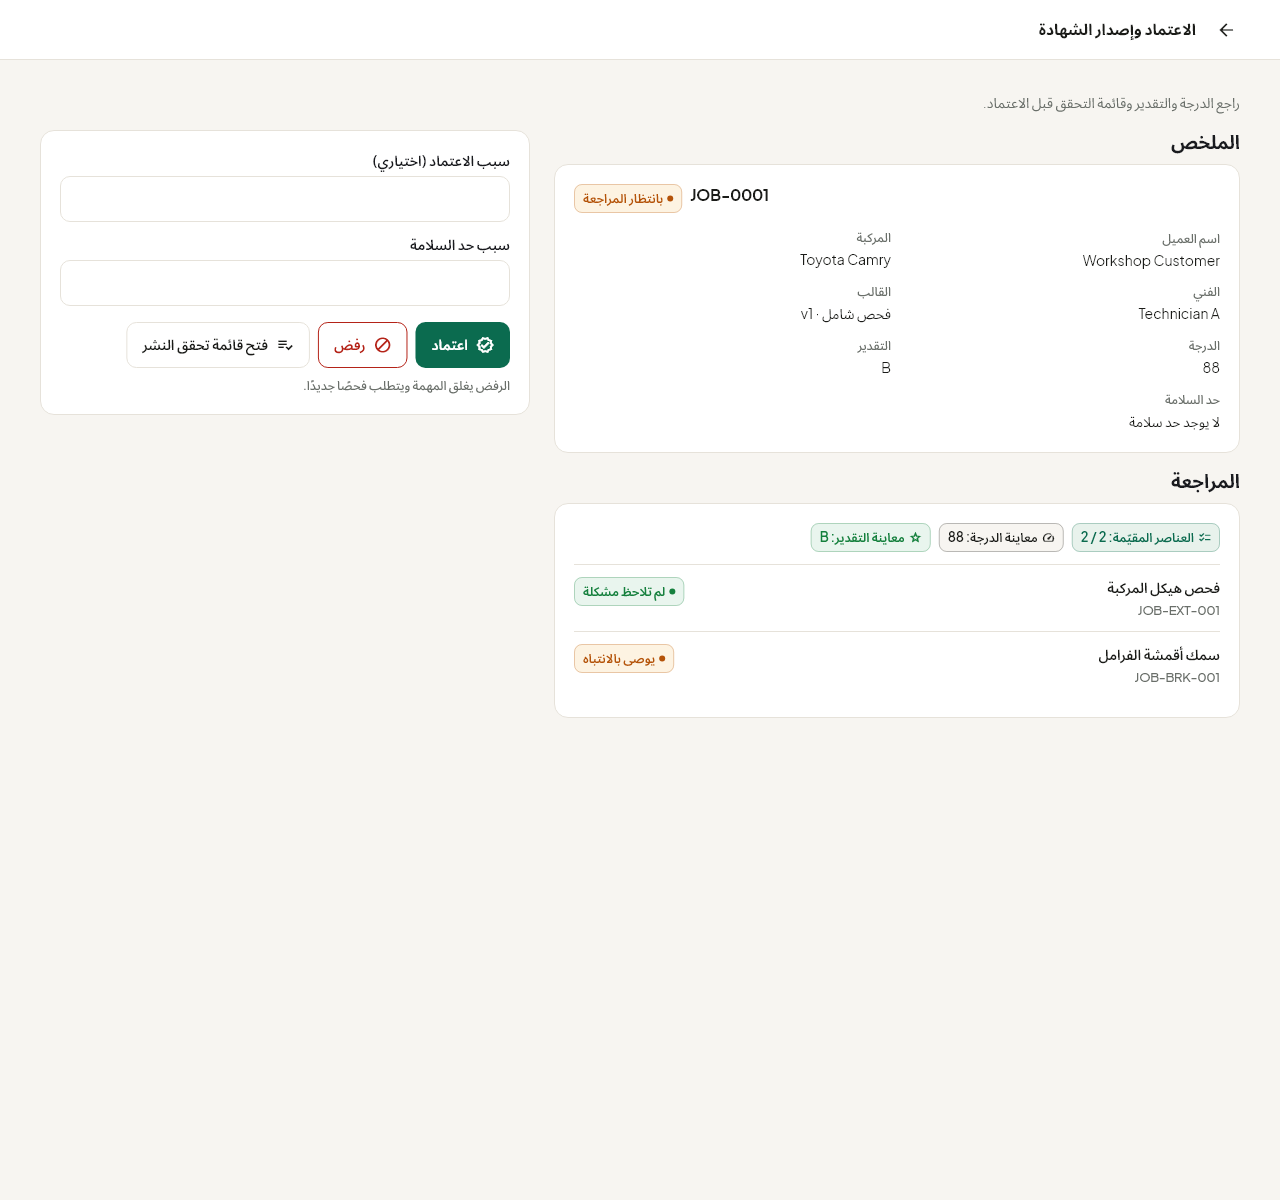 الاعتماد وإصدار الشهادة
راجع الدرجة والتقدير وقائمة التحقق قبل الاعتماد.
الملخص
JOB-0001
بانتظار المراجعة
اسم العميل
Workshop Customer
المركبة
Toyota Camry
الفني
Technician A
القالب
فحص شامل · v1
الدرجة
88
التقدير
B
حد السلامة
لا يوجد حد سلامة
المراجعة
العناصر المقيّمة: 2 / 2
معاينة الدرجة: 88
معاينة التقدير: B
فحص هيكل المركبة
JOB-EXT-001
لم تلاحظ مشكلة
سمك أقمشة الفرامل
JOB-BRK-001
يوصى بالانتباه
سبب الاعتماد (اختياري)
سبب حد السلامة
اعتماد
رفض
فتح قائمة تحقق النشر
الرفض يغلق المهمة ويتطلب فحصًا جديدًا.